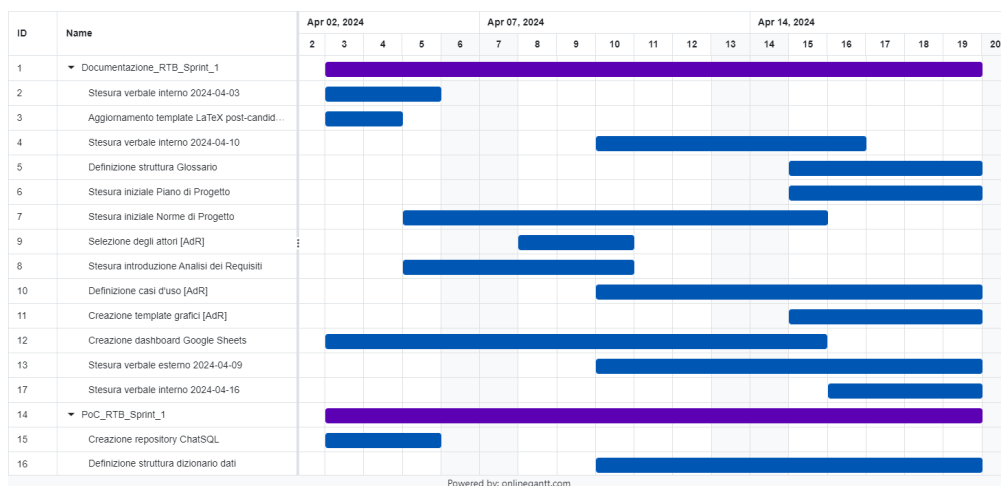 ID Name Apr 02, 2024 Apr 07, 2024 Apr 14, 2024
2 3 4 5 6 7 8 9 10 11 12 13 14 15 16 17 18 19 20
1 Documentazione_RTB_Sprint_1
2 Stesura verbale interno 2024-04-03
3 Aggiornamento template LaTeX post-candid...
4 Stesura verbale interno 2024-04-10
5 Definizione struttura Glossario
6 Stesura iniziale Piano di Progetto
7 Stesura iniziale Norme di Progetto
9 Selezione degli attori [AdR]
8 Stesura introduzione Analisi dei Requisiti
10 Definizione casi d'uso [AdR]
11 Creazione template grafici [AdR]
12 Creazione dashboard Google Sheets
13 Stesura verbale esterno 2024-04-09
17 Stesura verbale interno 2024-04-16
14 PoC_RTB_Sprint_1
15 Creazione repository ChatSQL
16 Definizione struttura dizionario dati
Powered by: onlinegantt.com